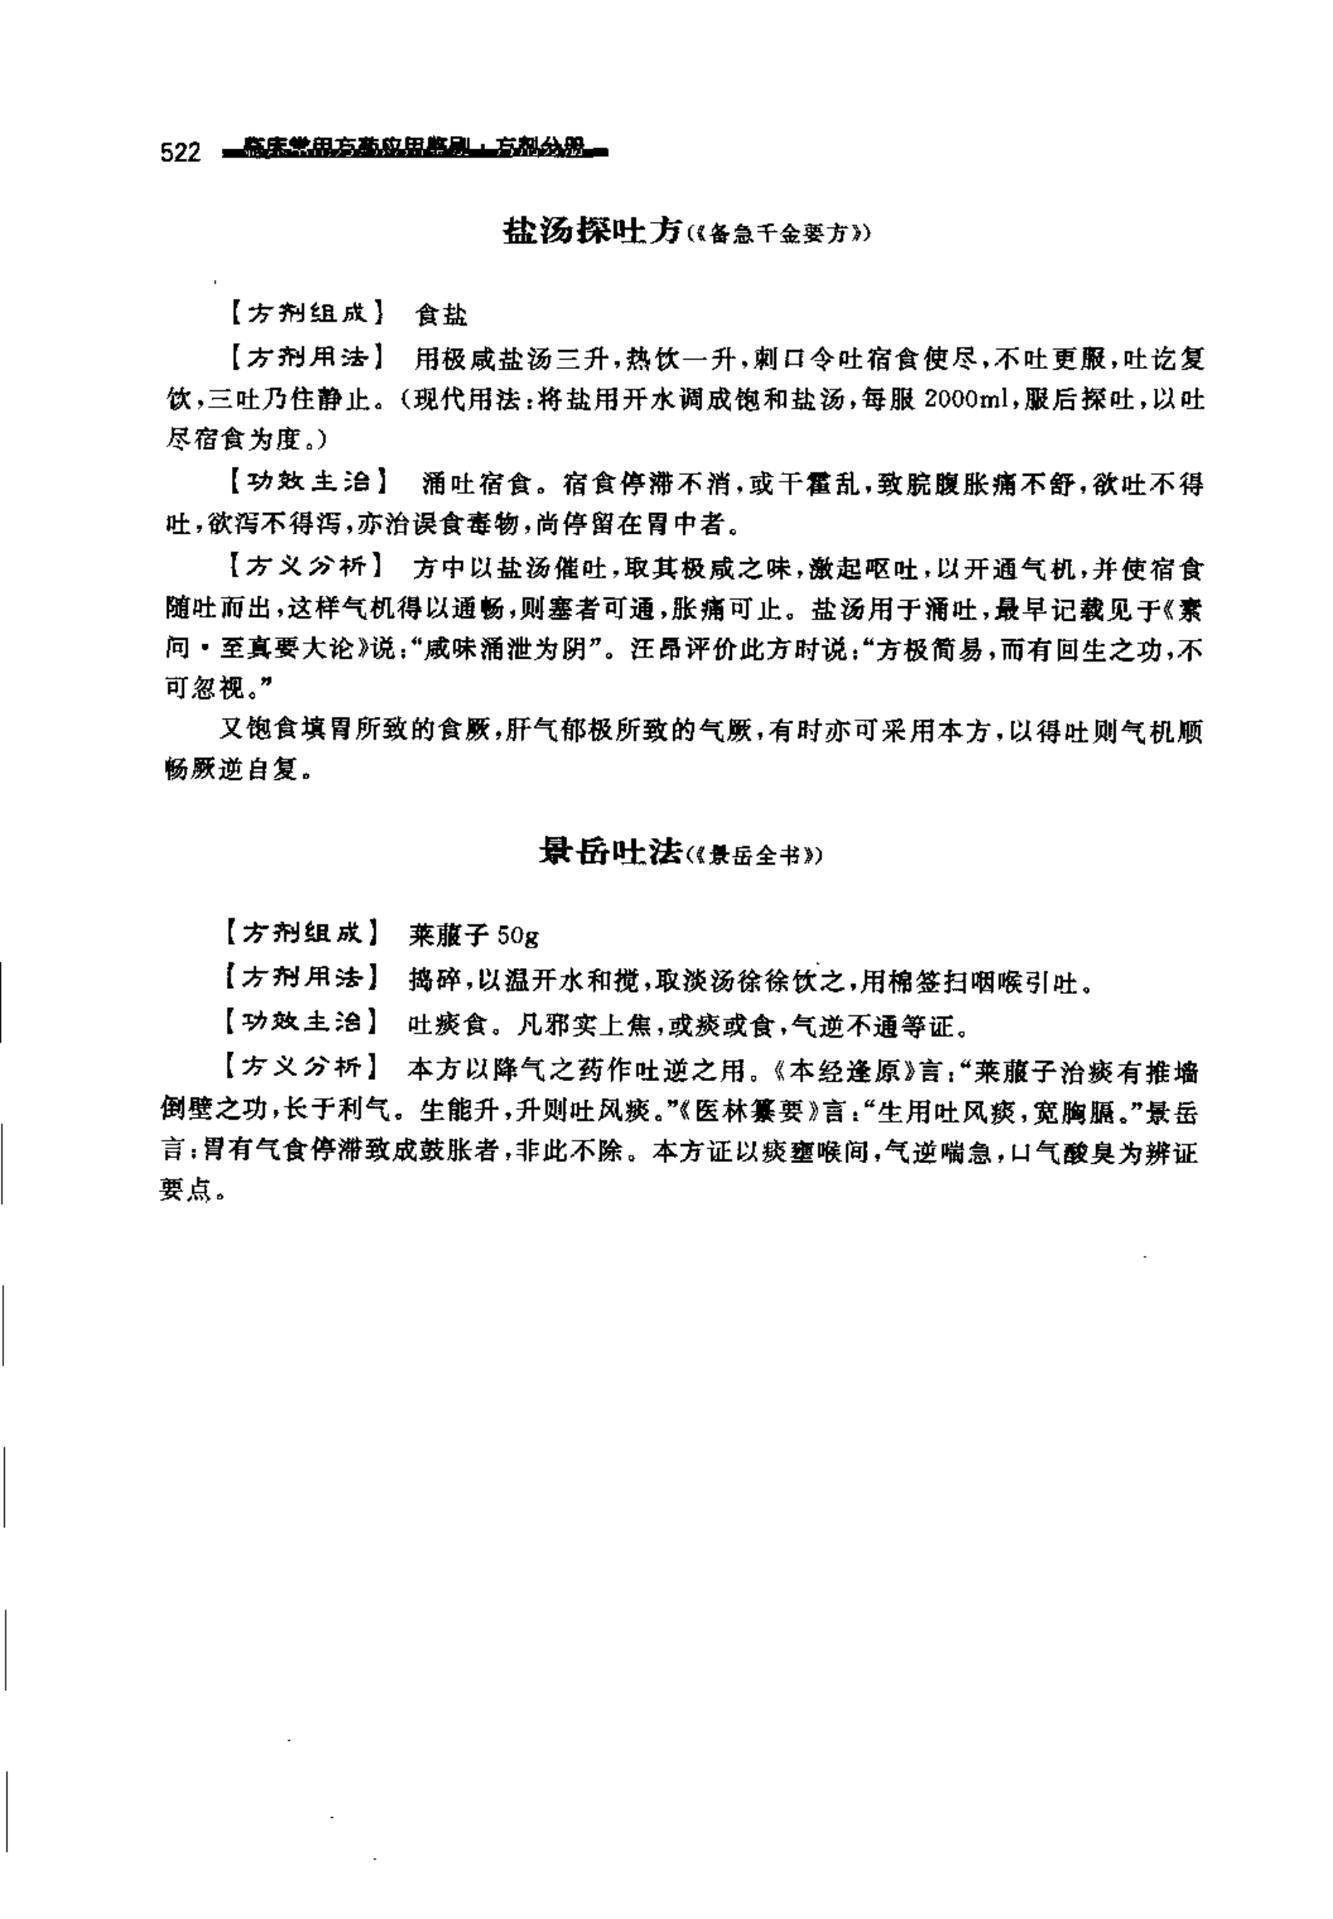 522 临床常用方药应用鉴别·方剂分册
盐汤探吐方(《备急千金要方》)
【方剂组成】 食盐
【方剂用法】 用极咸盐汤三升,热饮一升,刺口令吐宿食使尽,不吐更服,吐讫复
饮,三吐乃住静止。(现代用法:将盐用开水调成饱和盐汤,每服 2000ml,服后探吐,以吐
尽宿食为度。)
【功效主治】 涌吐宿食。宿食停滞不消,或干霍乱,致脘腹胀痛不舒,欲吐不得
吐,欲泻不得泻,亦治误食毒物,尚停留在胃中者。
【方义分析】 方中以盐汤催吐,取其极咸之味,激起呕吐,以开通气机,并使宿食
随吐而出,这样气机得以通畅,则塞者可通,胀痛可止。盐汤用于涌吐,最早记载见于《素
问·至真要大论》说:“咸味涌泄为阴”。汪昂评价此方时说:“方极简易,而有回生之功,不
可忽视。”
又饱食填胃所致的食厥,肝气郁极所致的气厥,有时亦可采用本方,以得吐则气机顺
畅厥逆自复。
景岳吐法(《景岳全书》)
【方剂组成】 莱菔子 50g
【方剂用法】 捣碎,以温开水和搅,取淡汤徐徐饮之,用棉签扫咽喉引吐。
【功效主治】 吐痰食。凡邪实上焦,或痰或食,气逆不通等证。
【方义分析】 本方以降气之药作吐逆之用。《本经逢原》言:“莱菔子治痰有推墙
倒壁之功,长于利气。生能升,升则吐风痰。”《医林纂要》言:“生用吐风痰,宽胸膈。”景岳
言:胃有气食停滞致成鼓胀者,非此不除。本方证以痰壅喉间,气逆喘急,口气酸臭为辨证
要点。